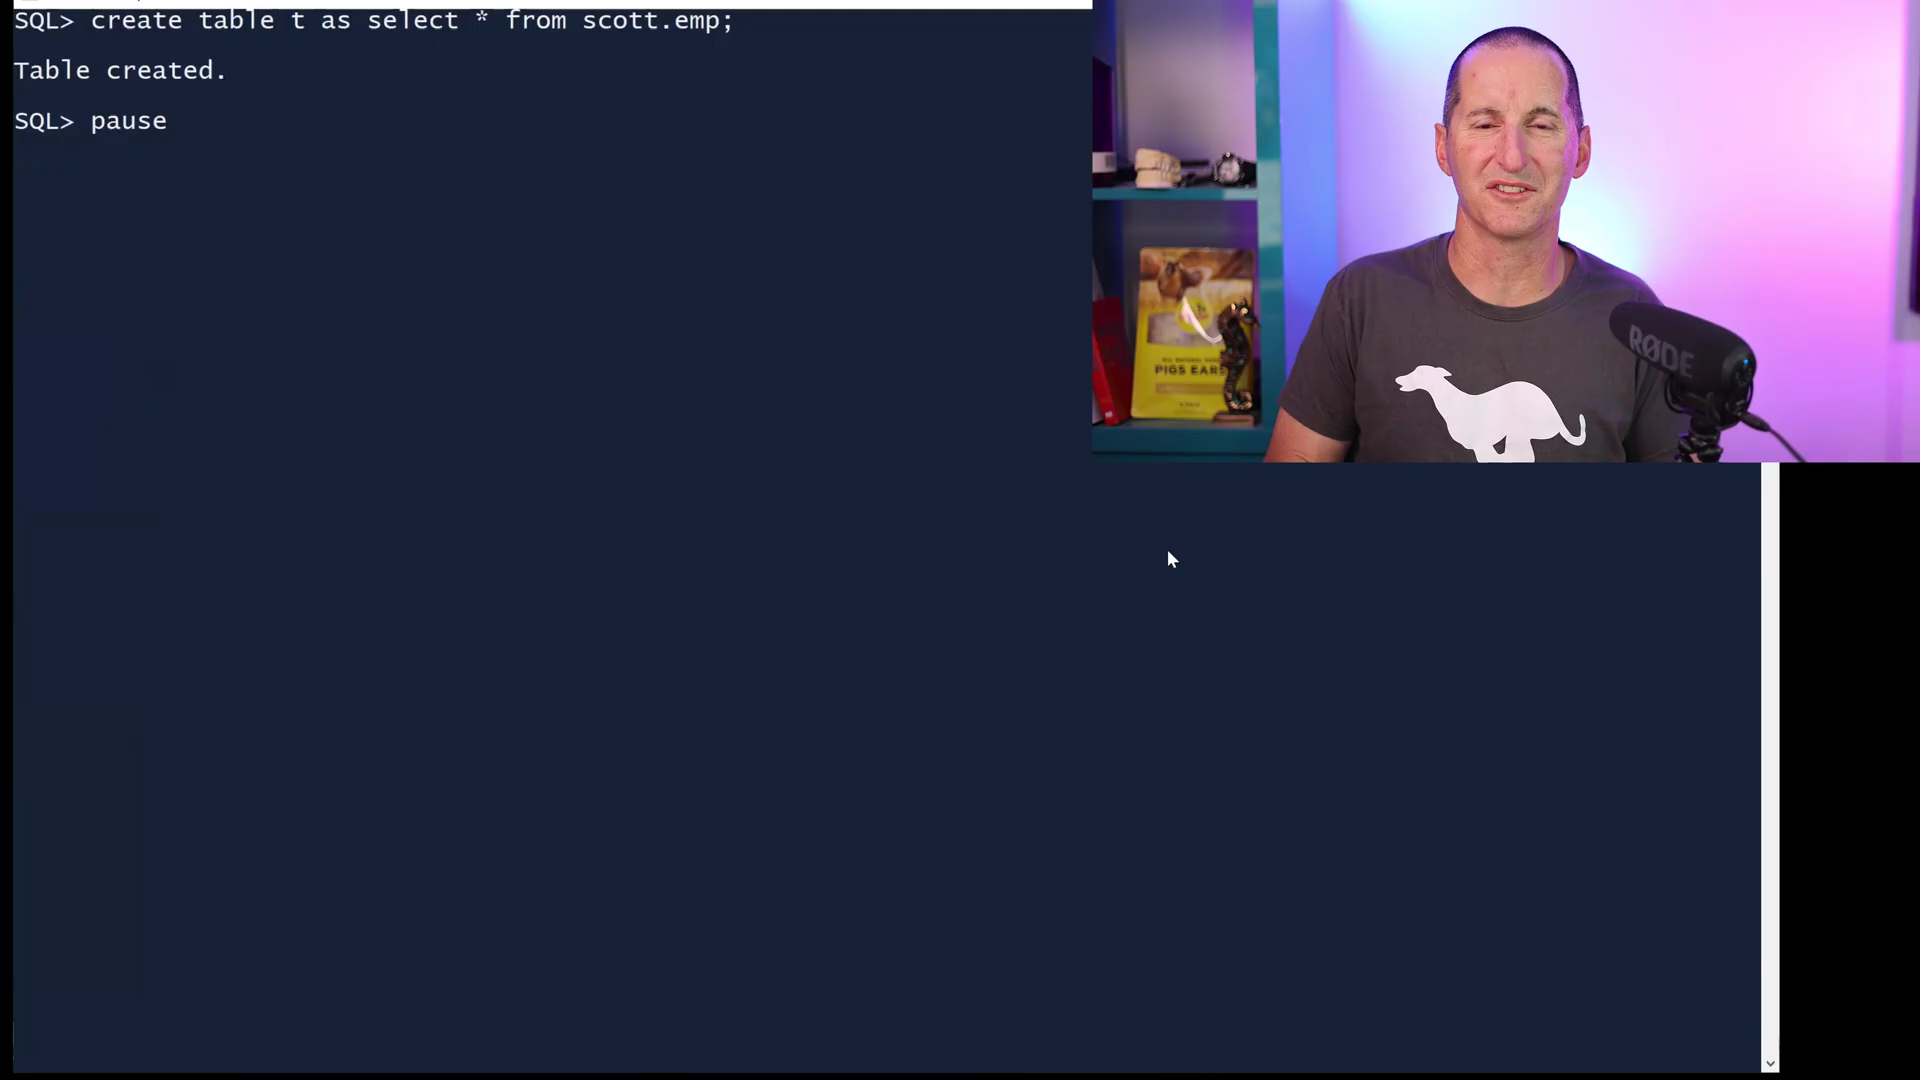 SQL> create table t as select * from scott.emp;
Table created.
SQL> pause
PIGS EARS
RØDE